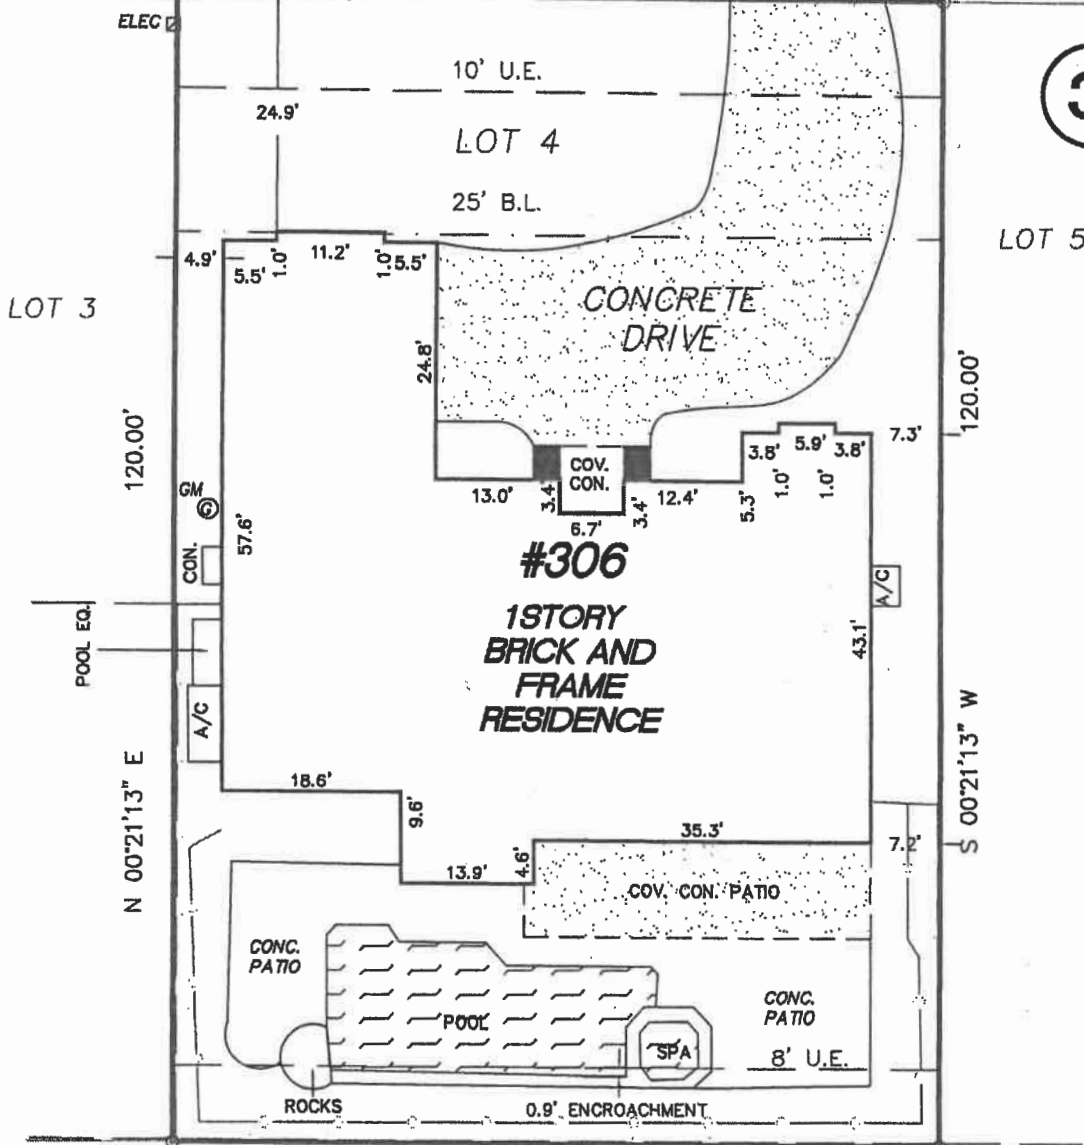 ELEC
10' U.E.
24.9'
LOT 4
25' B.L.
LOT 5
4.9'
5.5'
1.0'
11.2'
1.0'
5.5'
LOT 3
CONCRETE
DRIVE
24.8'
120.00'
120.00'
7.3'
3.8'
5.9'
3.8'
1.0'
1.0'
5.3'
COV.
CON.
13.0'
3.4'
3.4'
12.4'
6.7'
GM
G
57.6'
CON.
#306
1STORY
BRICK AND
FRAME
RESIDENCE
A/C
43.1'
POOL EQ.
A/C
N 00°21'13" E
S 00°21'13" W
18.6'
9.6'
35.3'
7.2'
13.9'
4.6'
COV. CON. PATIO
CONC.
PATIO
POOL
CONC.
PATIO
SPA
8' U.E.
ROCKS
0.9' ENCROACHMENT